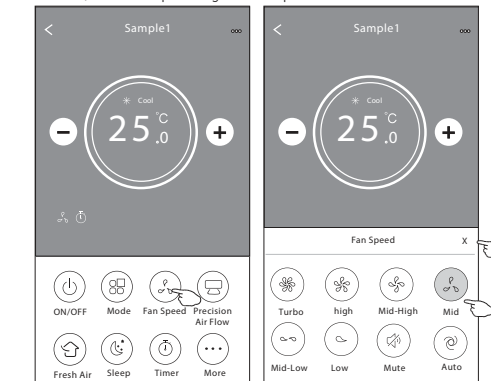 Sample1
Cool
25.0°C
ON/OFF
Mode
Fan Speed
Precision
Air Flow
Fresh Air
Sleep
Timer
More
Sample1
Cool
25.0°C
Fan Speed
X
Turbo
high
Mid-High
Mid
Mid-Low
Low
Mute
Auto